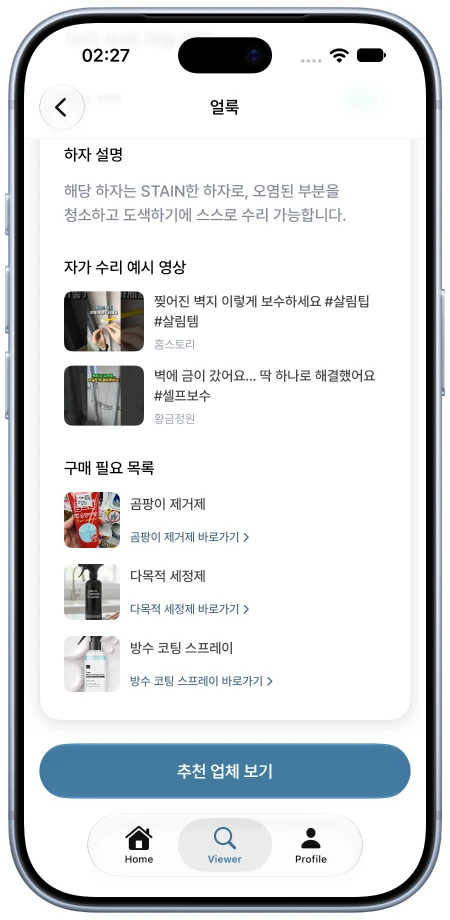 02:27
얼룩
하자 설명
해당 하자는 STAIN한 하자로, 오염된 부분을
청소하고 도색하기에 스스로 수리 가능합니다.
자가 수리 예시 영상
찢어진 벽지 이렇게 보수하세요 #살림팁
#살림템
홈스토리
벽에 금이 갔어요... 딱 하나로 해결했어요
#셀프보수
황금정원
구매 필요 목록
곰팡이 제거제
곰팡이 제거제 바로가기
다목적 세정제
다목적 세정제 바로가기
방수 코팅 스프레이
방수 코팅 스프레이 바로가기
추천 업체 보기
Home Viewer Profile